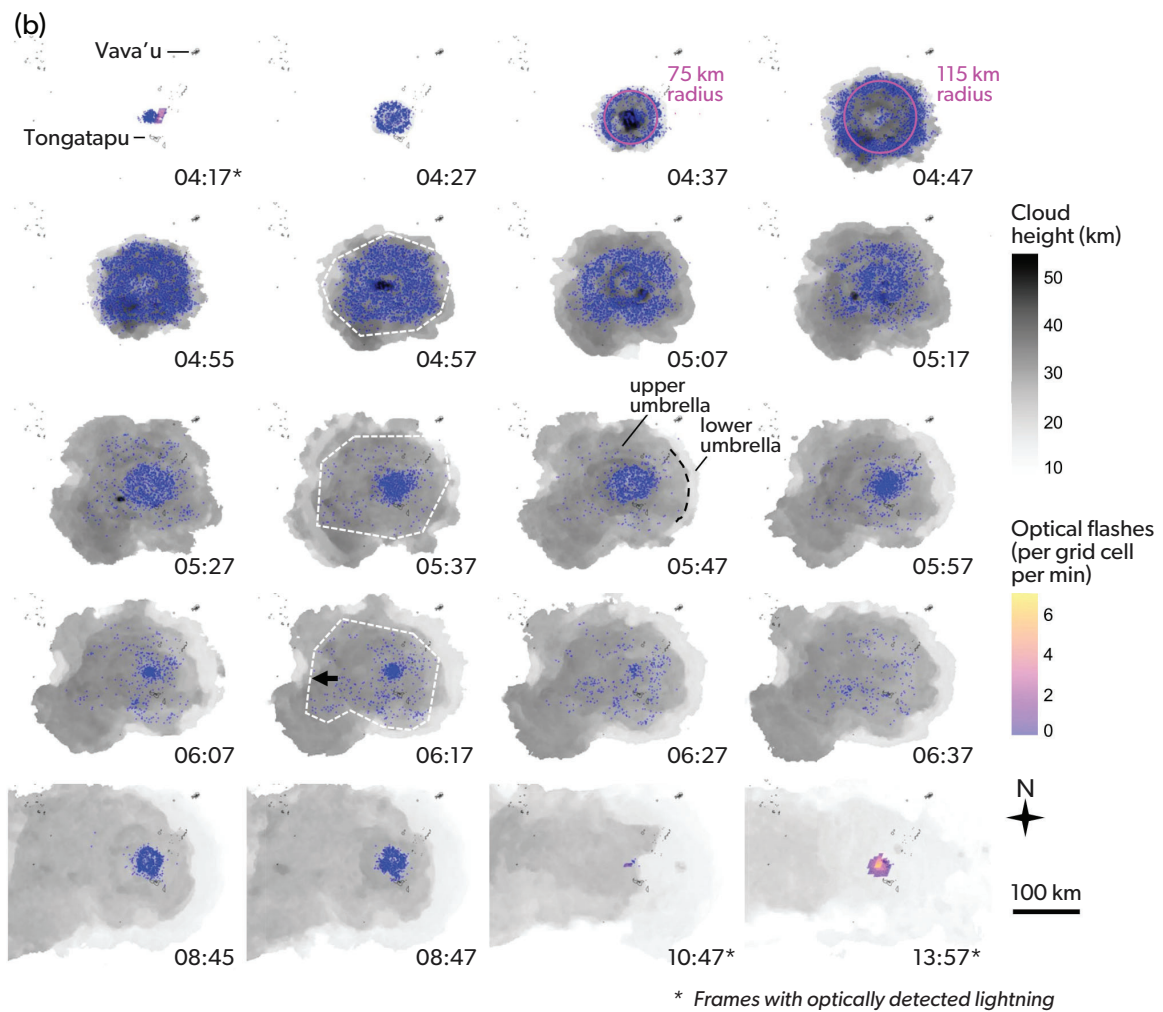 (b)
Vava’u
Tongatapu
04:17*
04:27
75 km
radius
04:37
115 km
radius
04:47
04:55
04:57
05:07
05:17
Cloud
height (km)
50
40
30
20
10
05:27
05:37
upper
umbrella
lower
umbrella
05:47
05:57
Optical flashes
(per grid cell
per min)
6
4
2
0
06:07
06:17
06:27
06:37
08:45
08:47
10:47*
13:57*
N
100 km
* Frames with optically detected lightning